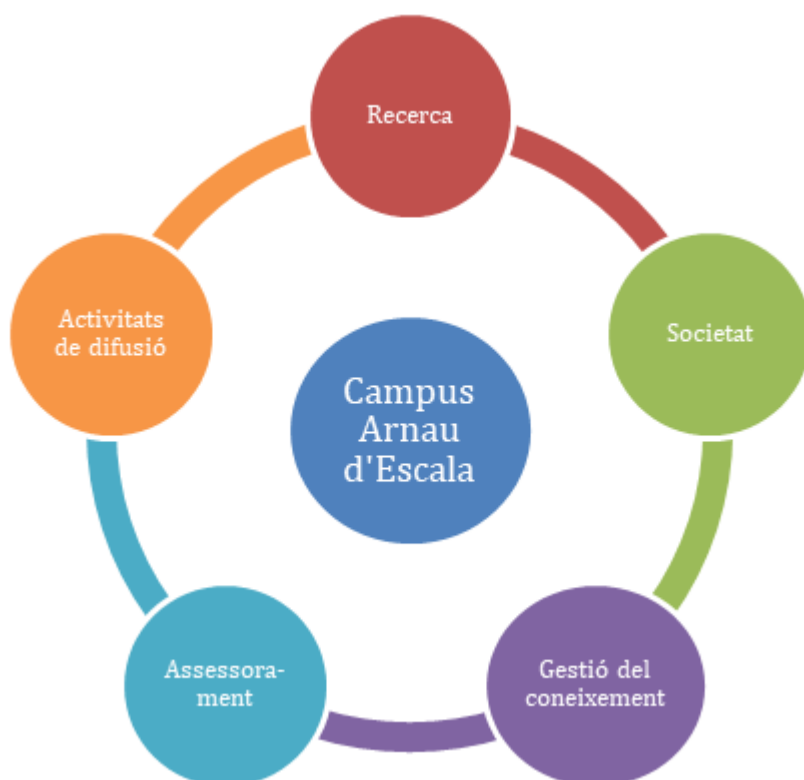 Recerca
Societat
Gestió del
coneixement
Assessora-
ment
Activitats
de difusió
Campus
Arnau
d'Escala